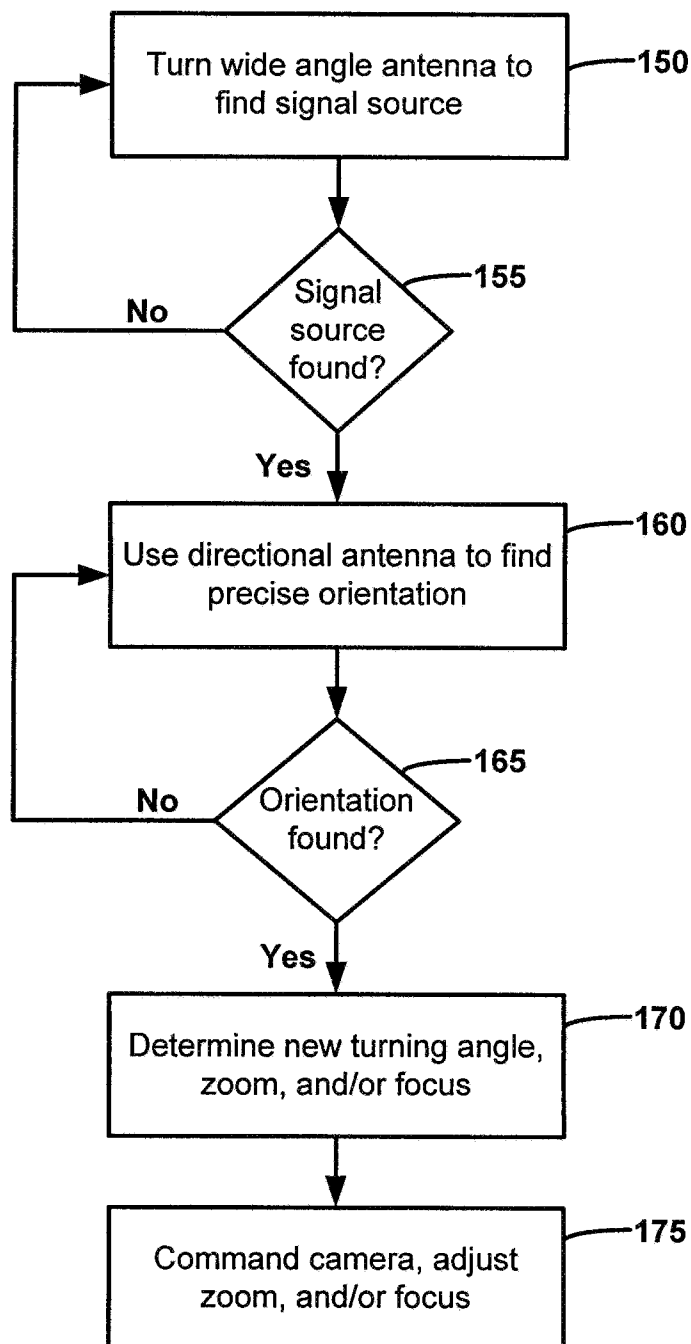 Turn wide angle antenna to
find signal source
150
Signal
source
found?
155
No
Yes
Use directional antenna to find
precise orientation
160
Orientation
found?
165
No
Yes
Determine new turning angle,
zoom, and/or focus
170
Command camera, adjust
zoom, and/or focus
175